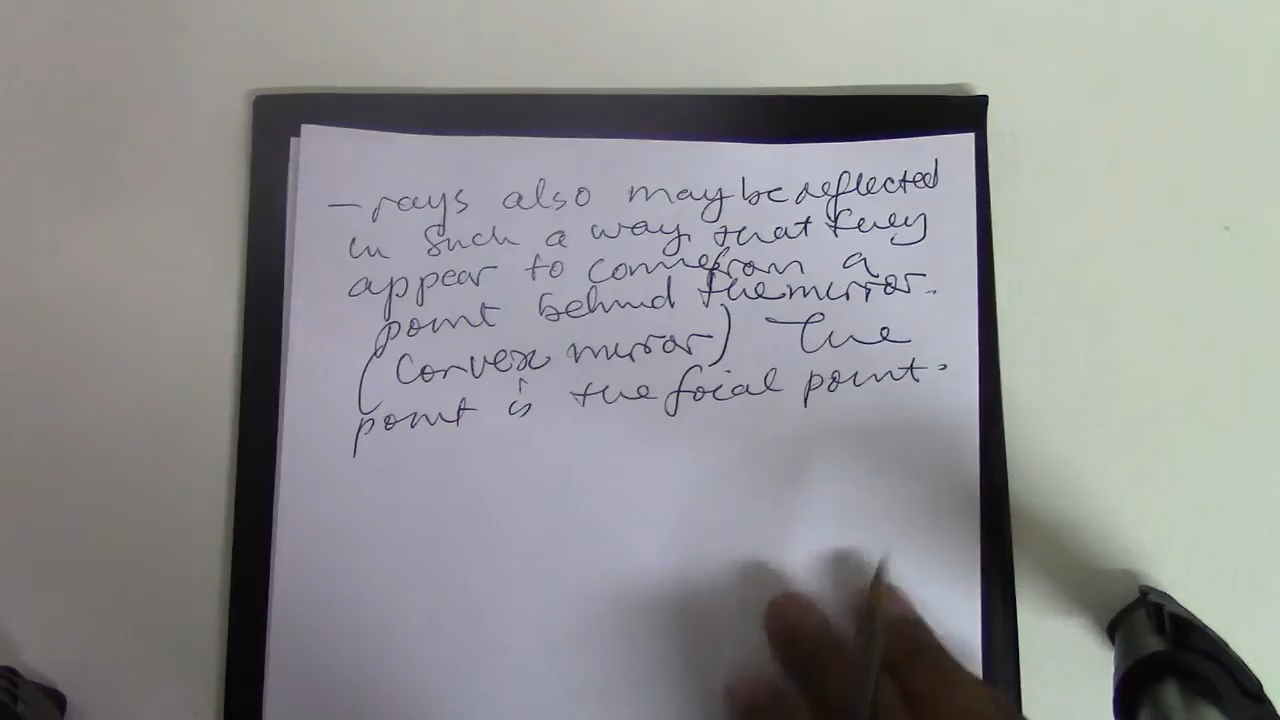 - rays also may be reflected
in such a way that they
appear to come from a
point behind the mirror.
(Convex mirror) The
point is the focal point.